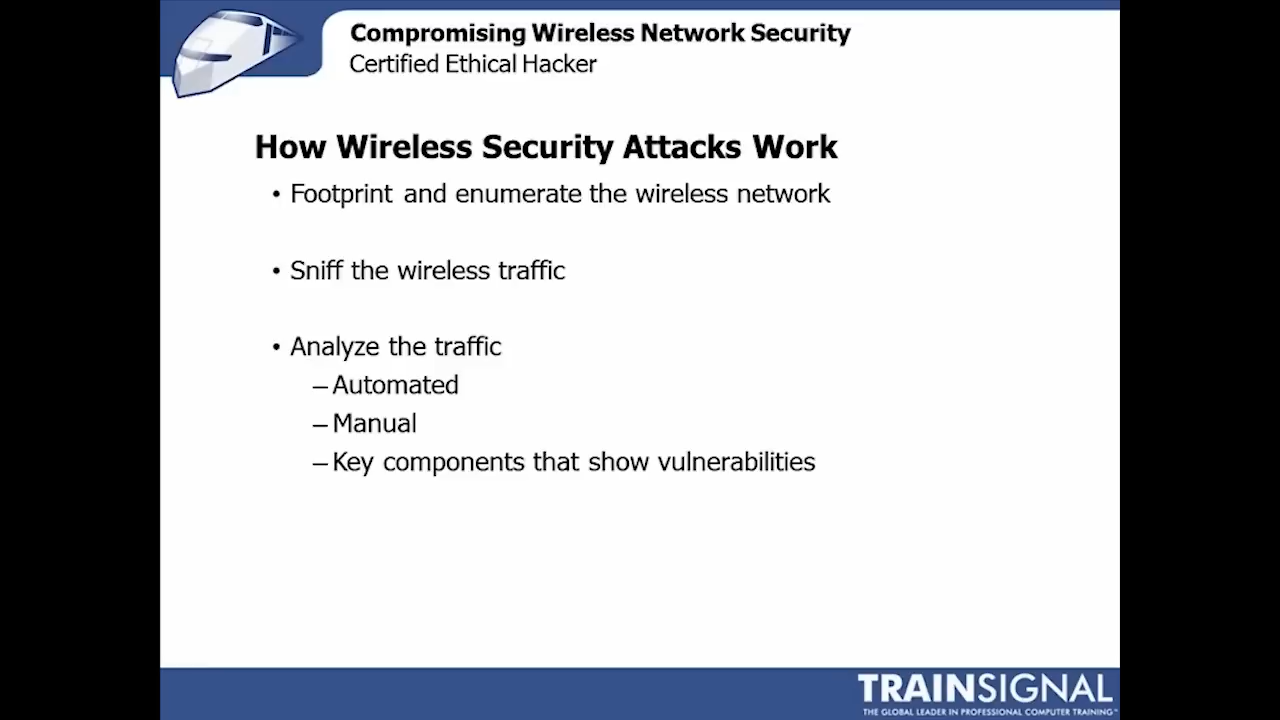 Compromising Wireless Network Security
Certified Ethical Hacker
How Wireless Security Attacks Work
• Footprint and enumerate the wireless network
• Sniff the wireless traffic
• Analyze the traffic
– Automated
– Manual
– Key components that show vulnerabilities
TRAINSIGNAL
THE GLOBAL LEADER IN PROFESSIONAL COMPUTER TRAINING™